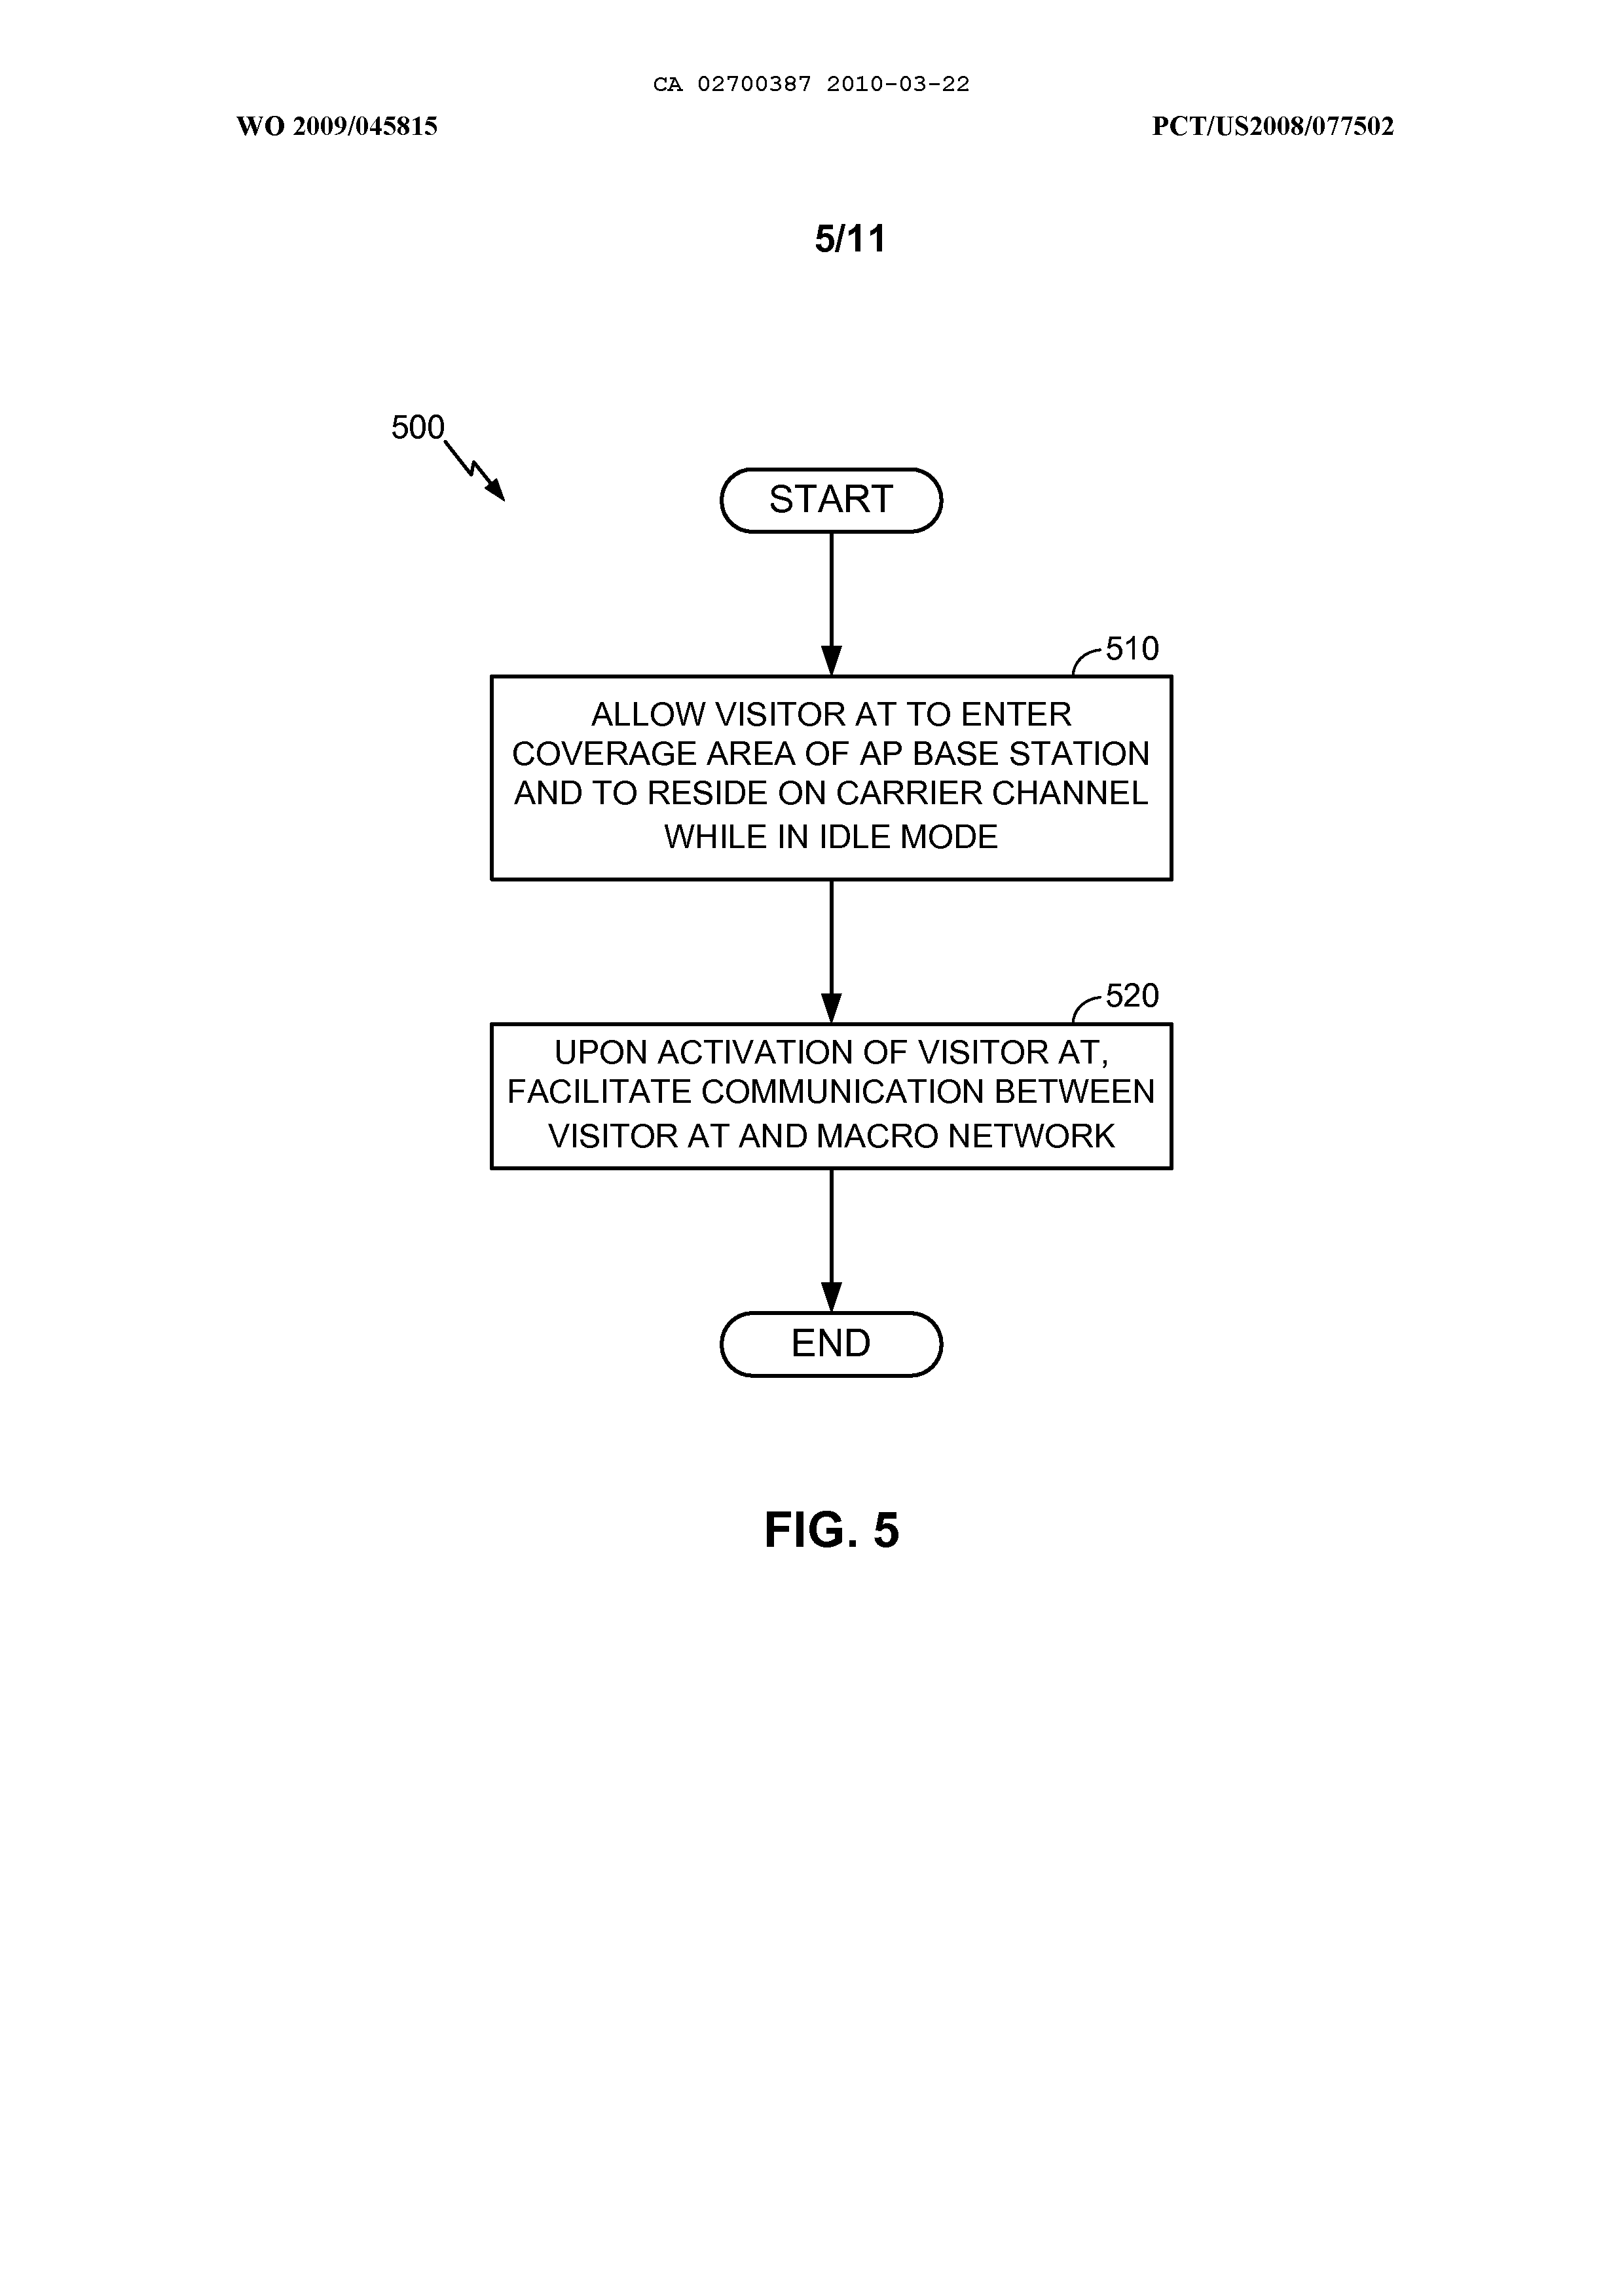 CA 02700387 2010-03-22
WO 2009/045815
PCT/US2008/077502
5/11
500
START
510
ALLOW VISITOR AT TO ENTER
COVERAGE AREA OF AP BASE STATION
AND TO RESIDE ON CARRIER CHANNEL
WHILE IN IDLE MODE
520
UPON ACTIVATION OF VISITOR AT,
FACILITATE COMMUNICATION BETWEEN
VISITOR AT AND MACRO NETWORK
END
FIG. 5